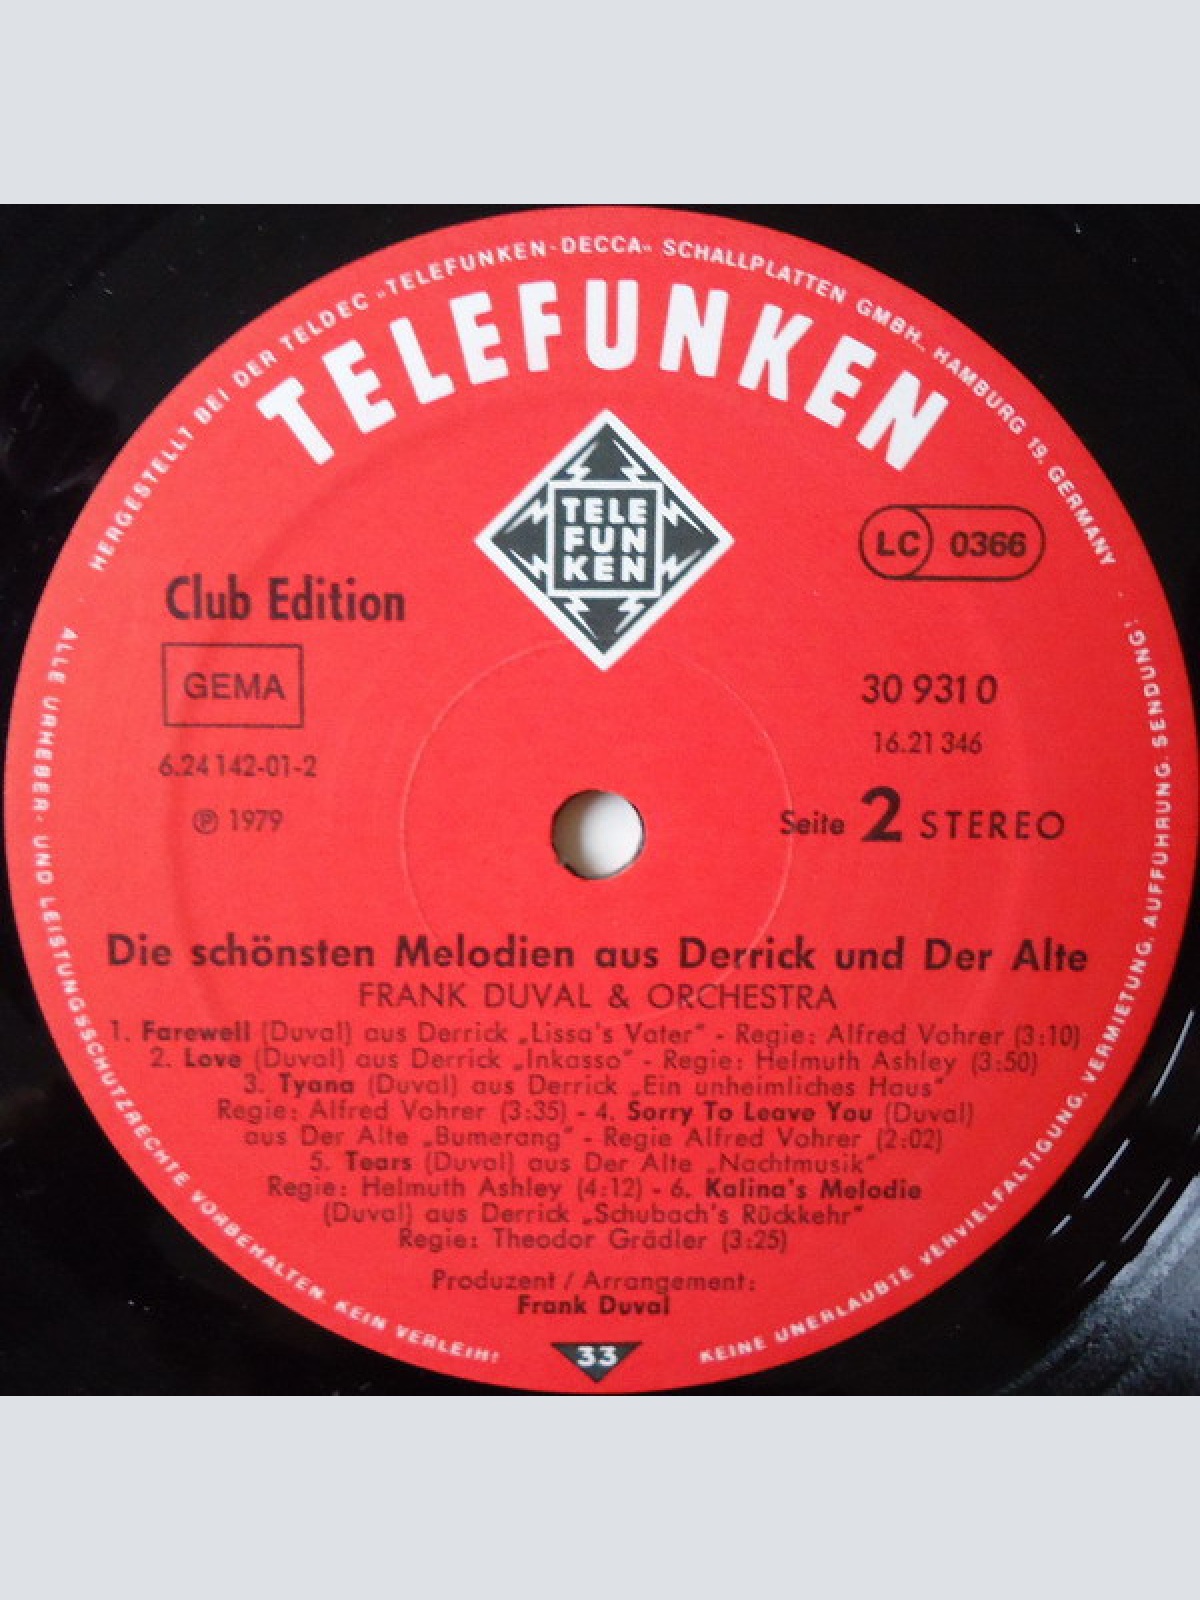 HERGESTELLT BEI DER TELDEC »TELEFUNKEN-DECCA« SCHALLPLATTEN GMBH., HAMBURG 19, GERMANY
TELEFUNKEN
TELE
FUN
KEN
LC 0366
Club Edition
GEMA
30 931 0
6.24 142-01-2
16.21 346
℗ 1979
Seite 2 STEREO
Die schönsten Melodien aus Derrick und Der Alte
FRANK DUVAL & ORCHESTRA
1. Farewell (Duval) aus Derrick „Lissa's Vater" - Regie: Alfred Vohrer (3:10)
2. Love (Duval) aus Derrick „Inkasso" - Regie: Helmuth Ashley (3:50)
3. Tyana (Duval) aus Derrick „Ein unheimliches Haus"
Regie: Alfred Vohrer (3:35) - 4. Sorry To Leave You (Duval)
aus Der Alte „Bumerang" - Regie Alfred Vohrer (2:02)
5. Tears (Duval) aus Der Alte „Nachtmusik"
Regie: Helmuth Ashley (4:12) - 6. Kalina's Melodie
(Duval) aus Derrick „Schubach's Rückkehr"
Regie: Theodor Grädler (3:25)
Produzent / Arrangement:
Frank Duval
33
ALLE URHEBER- UND LEISTUNGSSCHUTZRECHTE VORBEHALTEN. KEIN VERLEIH!
KEINE UNERLAUBTE VERVIELFALTIGUNG, VERMIETUNG, AUFFUHRUNG, SENDUNG!